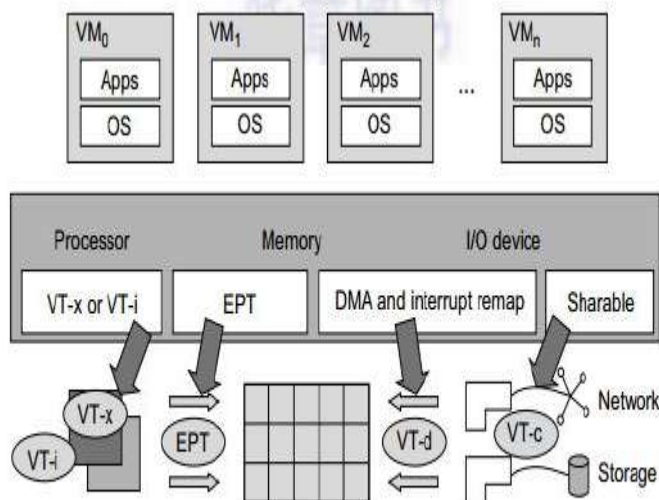 VM0 VM1 VM2 VMn
Apps Apps Apps ... Apps
OS OS OS OS
Processor Memory I/O device
VT-x or VT-i EPT DMA and interrupt remap Sharable
VT-x Network
VT-i EPT VT-d VT-c
Storage